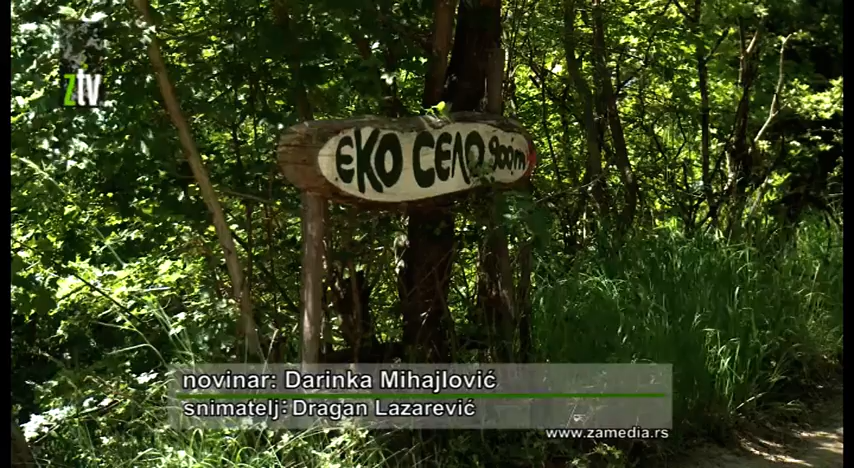 ztv
ЕКО СЕЛО 900m
novinar: Darinka Mihajlović
snimatelj: Dragan Lazarević
www.zamedia.rs